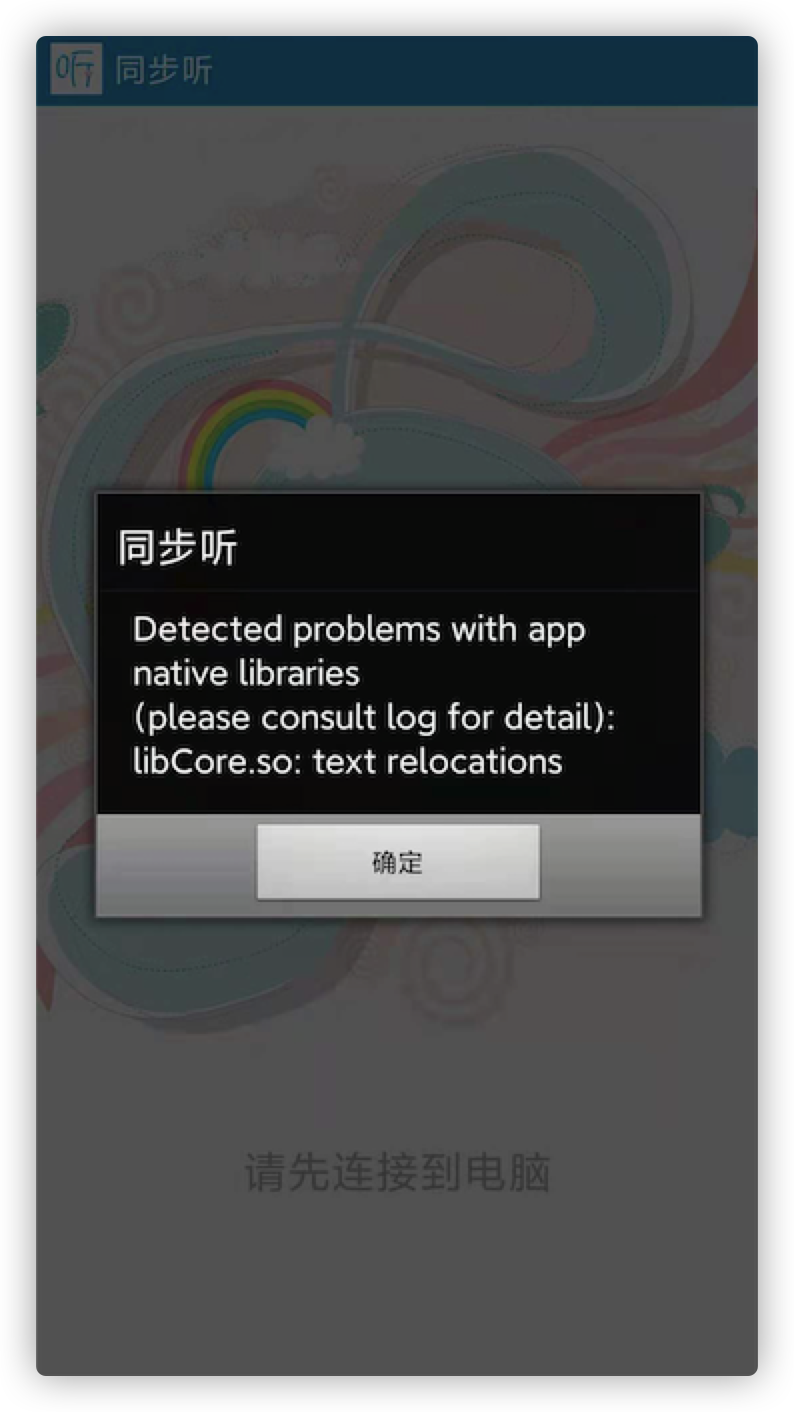 听 同步听
同步听
Detected problems with app
native libraries
(please consult log for detail):
libCore.so: text relocations
确定
请先连接到电脑